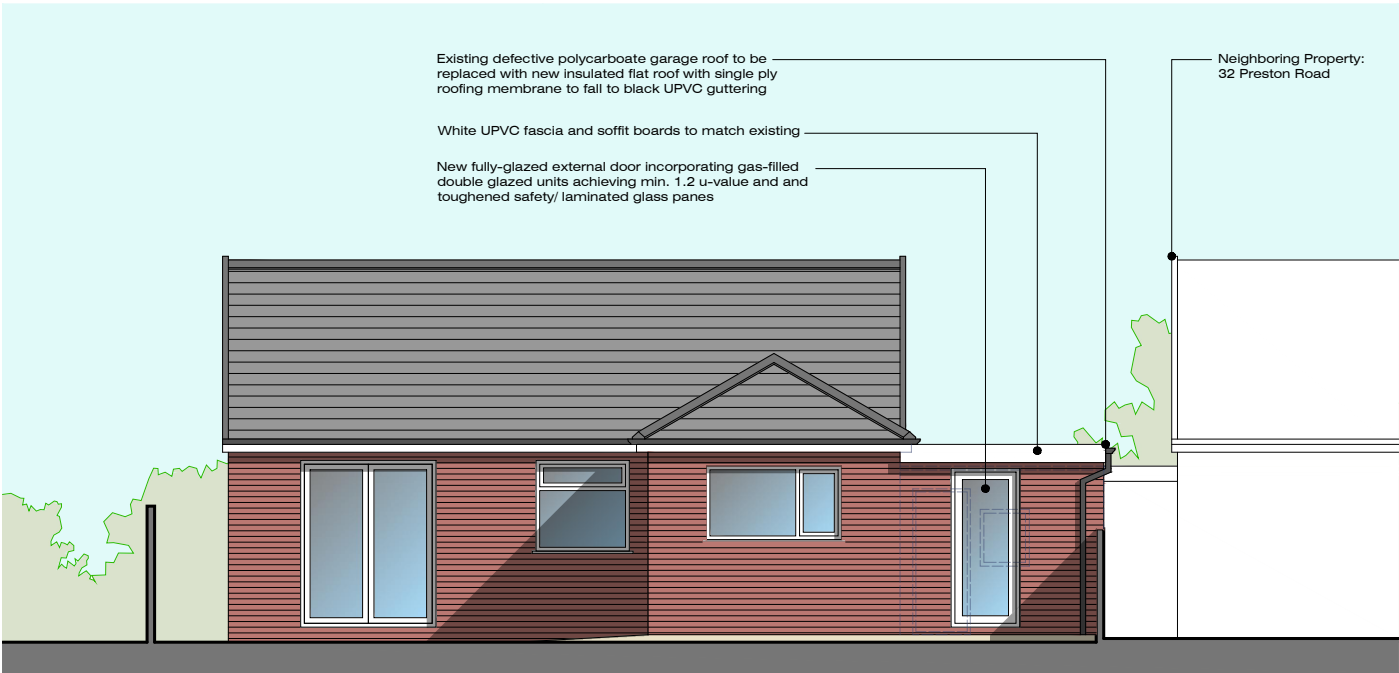 Existing defective polycarboate garage roof to be
replaced with new insulated flat roof with single ply
roofing membrane to fall to black UPVC guttering
Neighboring Property:
32 Preston Road
White UPVC fascia and soffit boards to match existing
New fully-glazed external door incorporating gas-filled
double glazed units achieving min. 1.2 u-value and and
toughened safety/ laminated glass panes